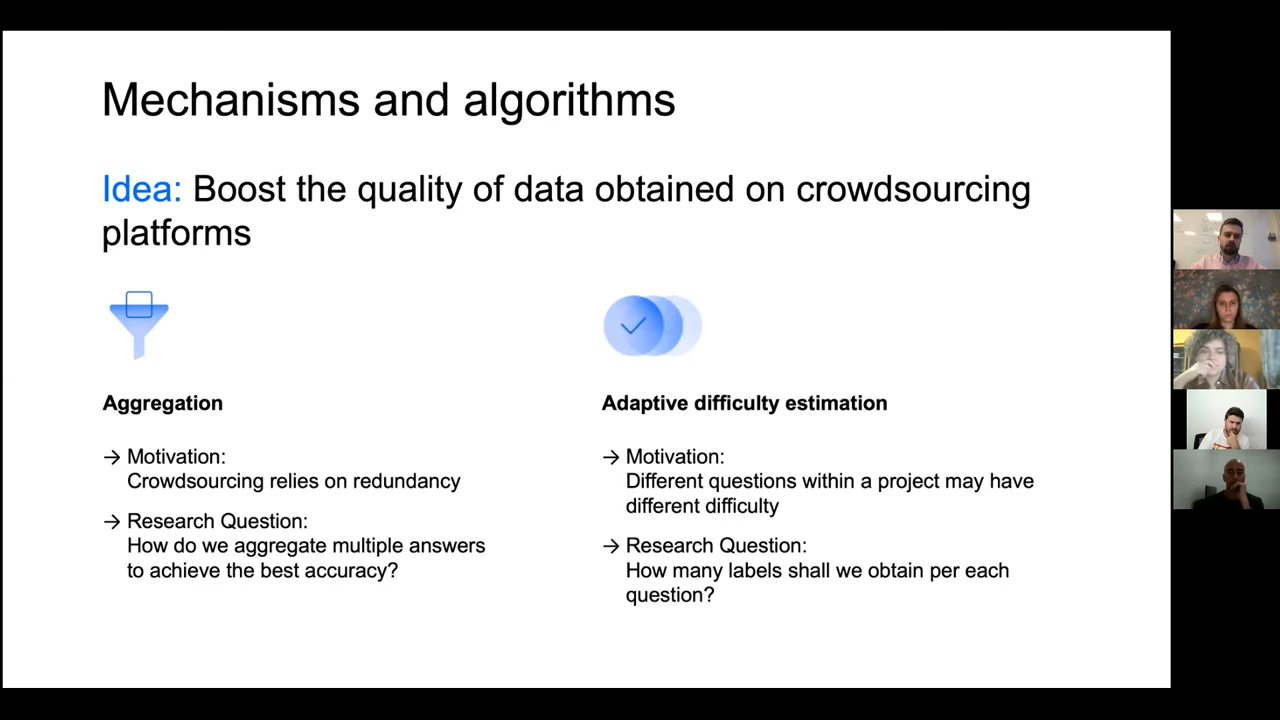 Mechanisms and algorithms
Idea: Boost the quality of data obtained on crowdsourcing
platforms
Aggregation
→ Motivation:
Crowdsourcing relies on redundancy
→ Research Question:
How do we aggregate multiple answers
to achieve the best accuracy?
Adaptive difficulty estimation
→ Motivation:
Different questions within a project may have
different difficulty
→ Research Question:
How many labels shall we obtain per each
question?